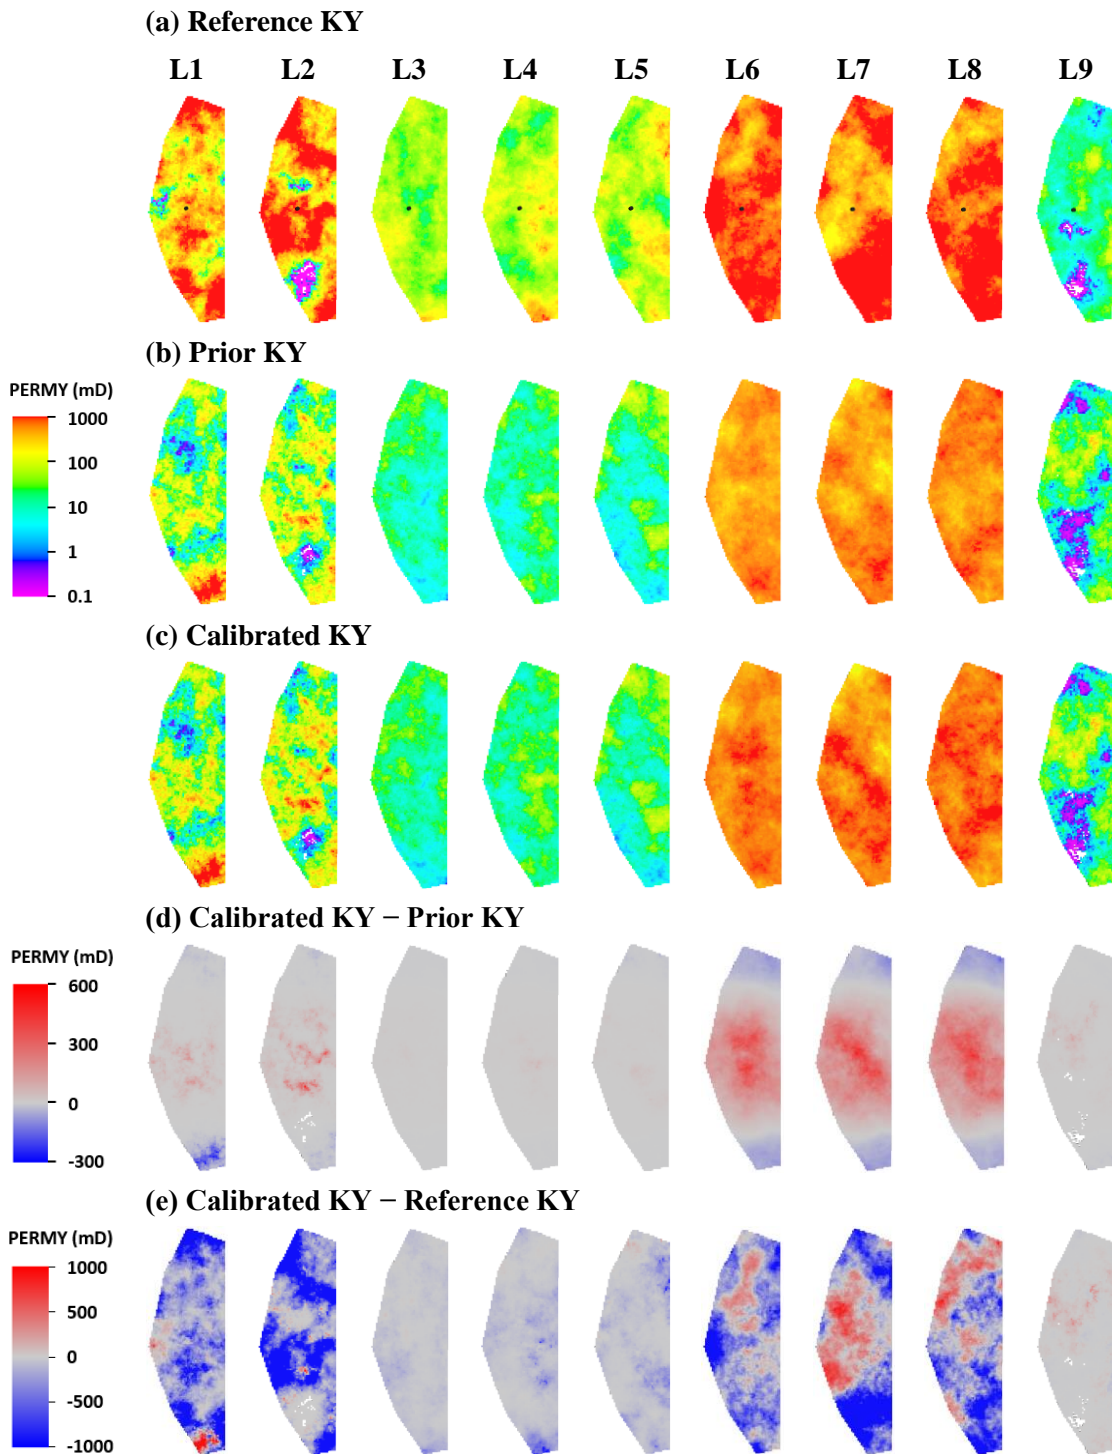 (a) Reference KY
L1 L2 L3 L4 L5 L6 L7 L8 L9
(b) Prior KY
PERMY (mD)
1000
100
10
1
0.1
(c) Calibrated KY
(d) Calibrated KY − Prior KY
PERMY (mD)
600
300
0
-300
(e) Calibrated KY − Reference KY
PERMY (mD)
1000
500
0
-500
-1000